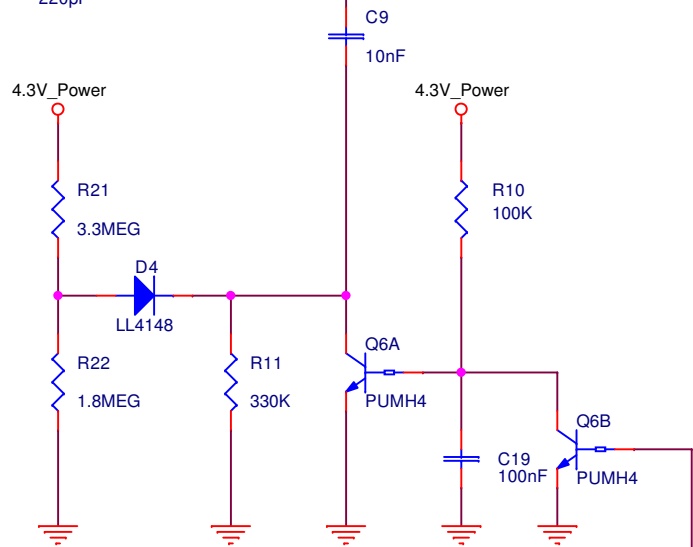 C9
10nF
4.3V_Power
4.3V_Power
R21
3.3MEG
R10
100K
D4
LL4148
R22
1.8MEG
R11
330K
Q6A
PUMH4
C19
100nF
Q6B
PUMH4